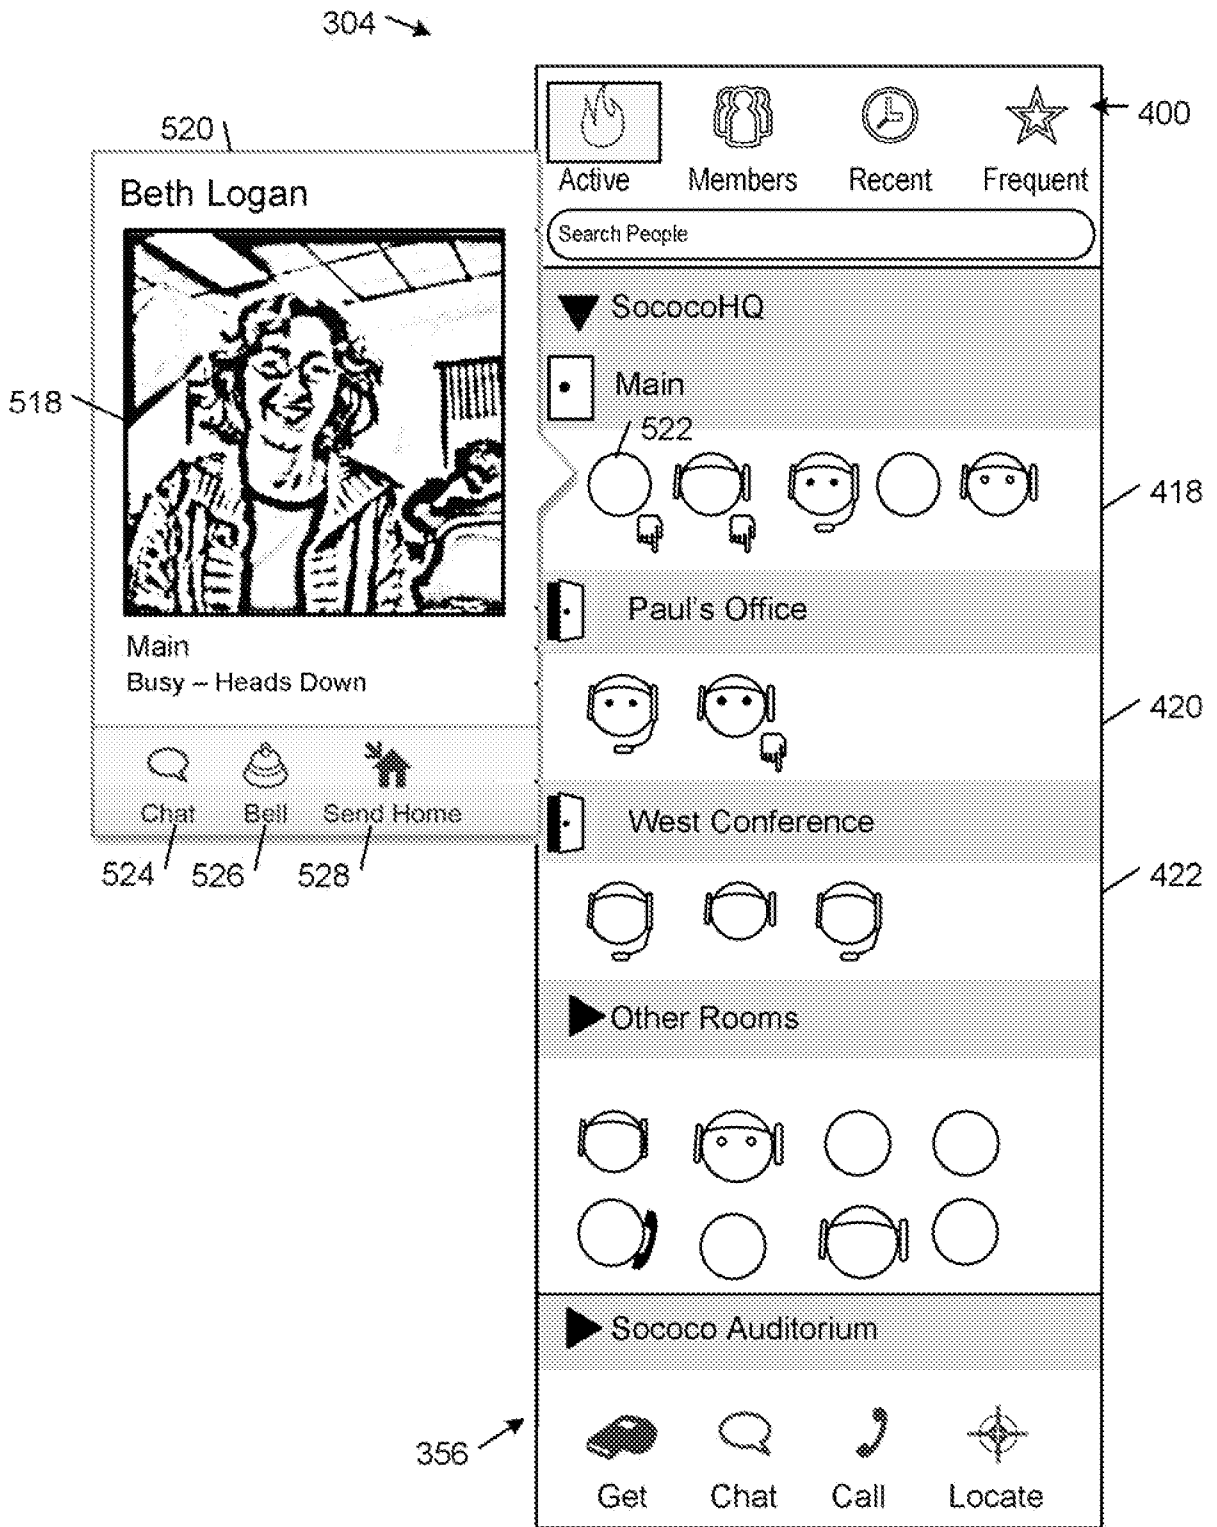 304
400
Active Members Recent Frequent
Search People
520
Beth Logan
518
Main
Busy – Heads Down
Chat Bell Send Home
524 526 528
SococoHQ
Main
522
418
Paul's Office
420
West Conference
422
Other Rooms
Sococo Auditorium
356
Get Chat Call Locate